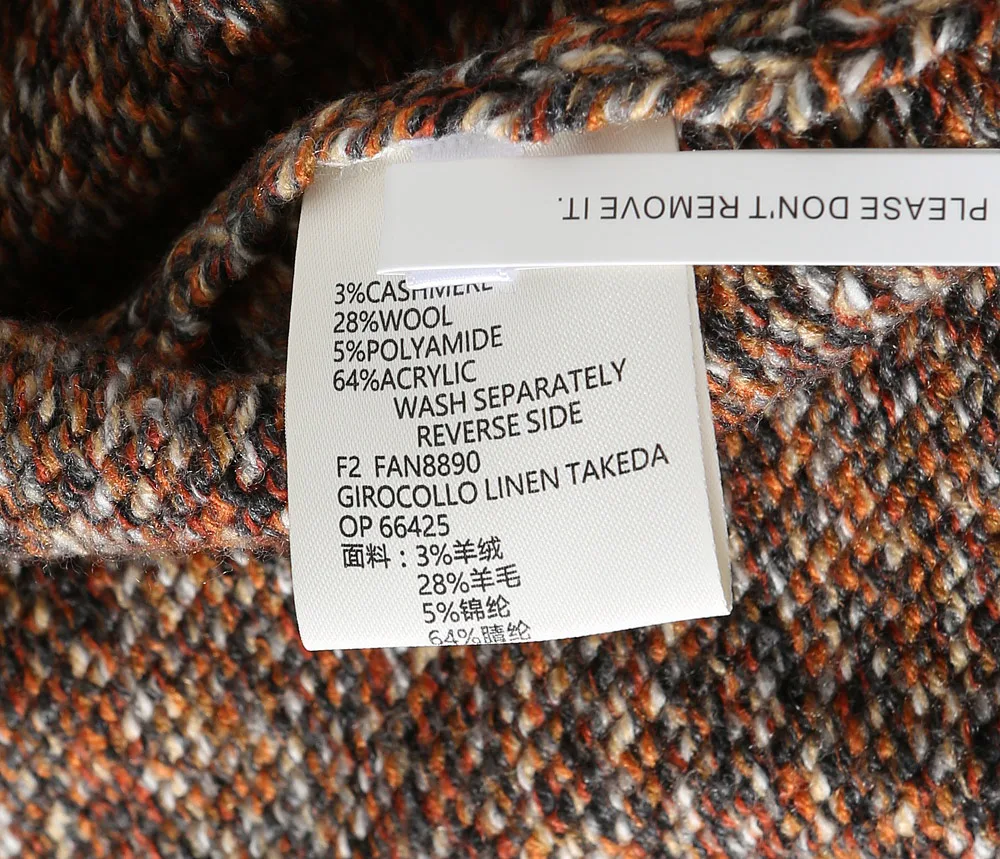 PLEASE DON'T REMOVE IT.
3%CASHMERE
28%WOOL
5%POLYAMIDE
64%ACRYLIC
WASH SEPARATELY
REVERSE SIDE
F2 FAN8890
GIROCOLLO LINEN TAKEDA
OP 66425
面料：3%羊绒
28%羊毛
5%锦纶
64%腈纶